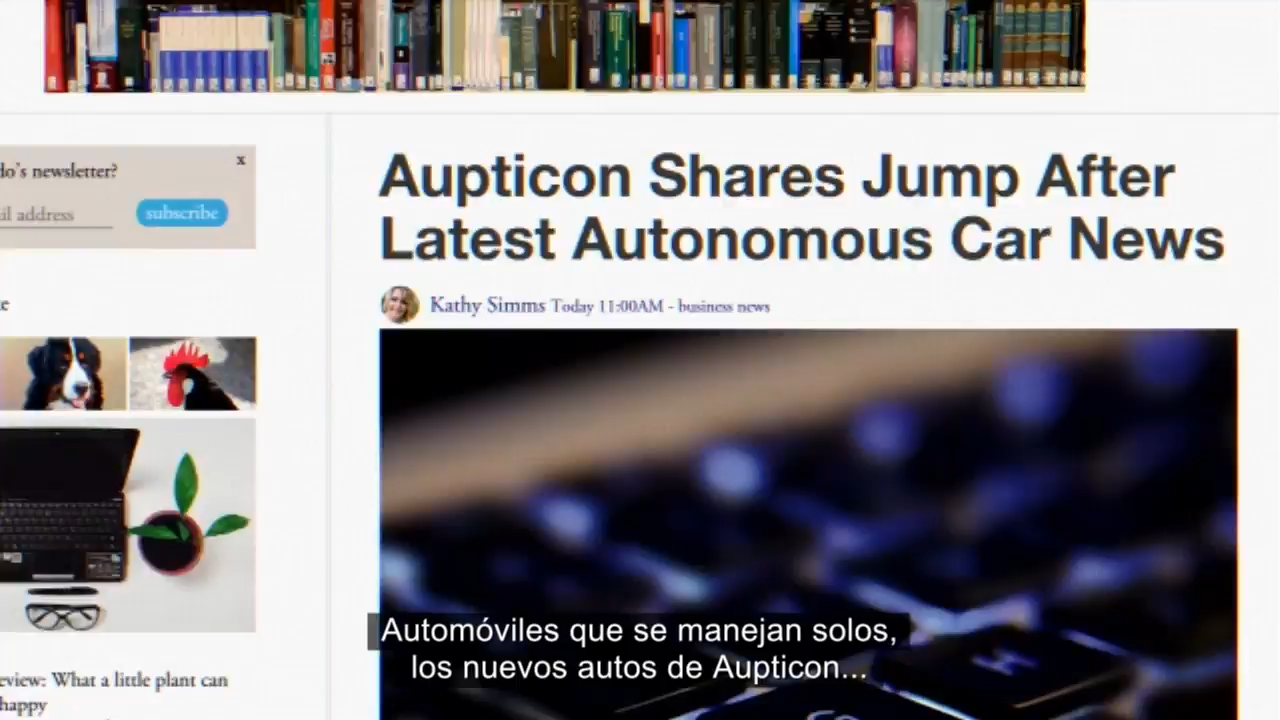 do's newsletter?
x
il address
subscribe
Aupticon Shares Jump After
Latest Autonomous Car News
Kathy Simms Today 11:00AM - business news
Automóviles que se manejan solos,
los nuevos autos de Aupticon...
eview: What a little plant can
happy